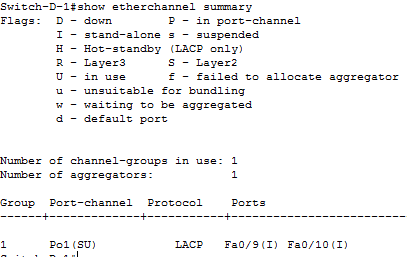 Switch-D-1#show etherchannel summary
Flags:  D - down        P - in port-channel
        I - stand-alone s - suspended
        H - Hot-standby (LACP only)
        R - Layer3      S - Layer2
        U - in use      f - failed to allocate aggregator
        u - unsuitable for bundling
        w - waiting to be aggregated
        d - default port
Number of channel-groups in use: 1
Number of aggregators:           1
Group  Port-channel  Protocol    Ports
------+-------------+-----------+------------------------
1      Po1(SU)           LACP   Fa0/9(I) Fa0/10(I)